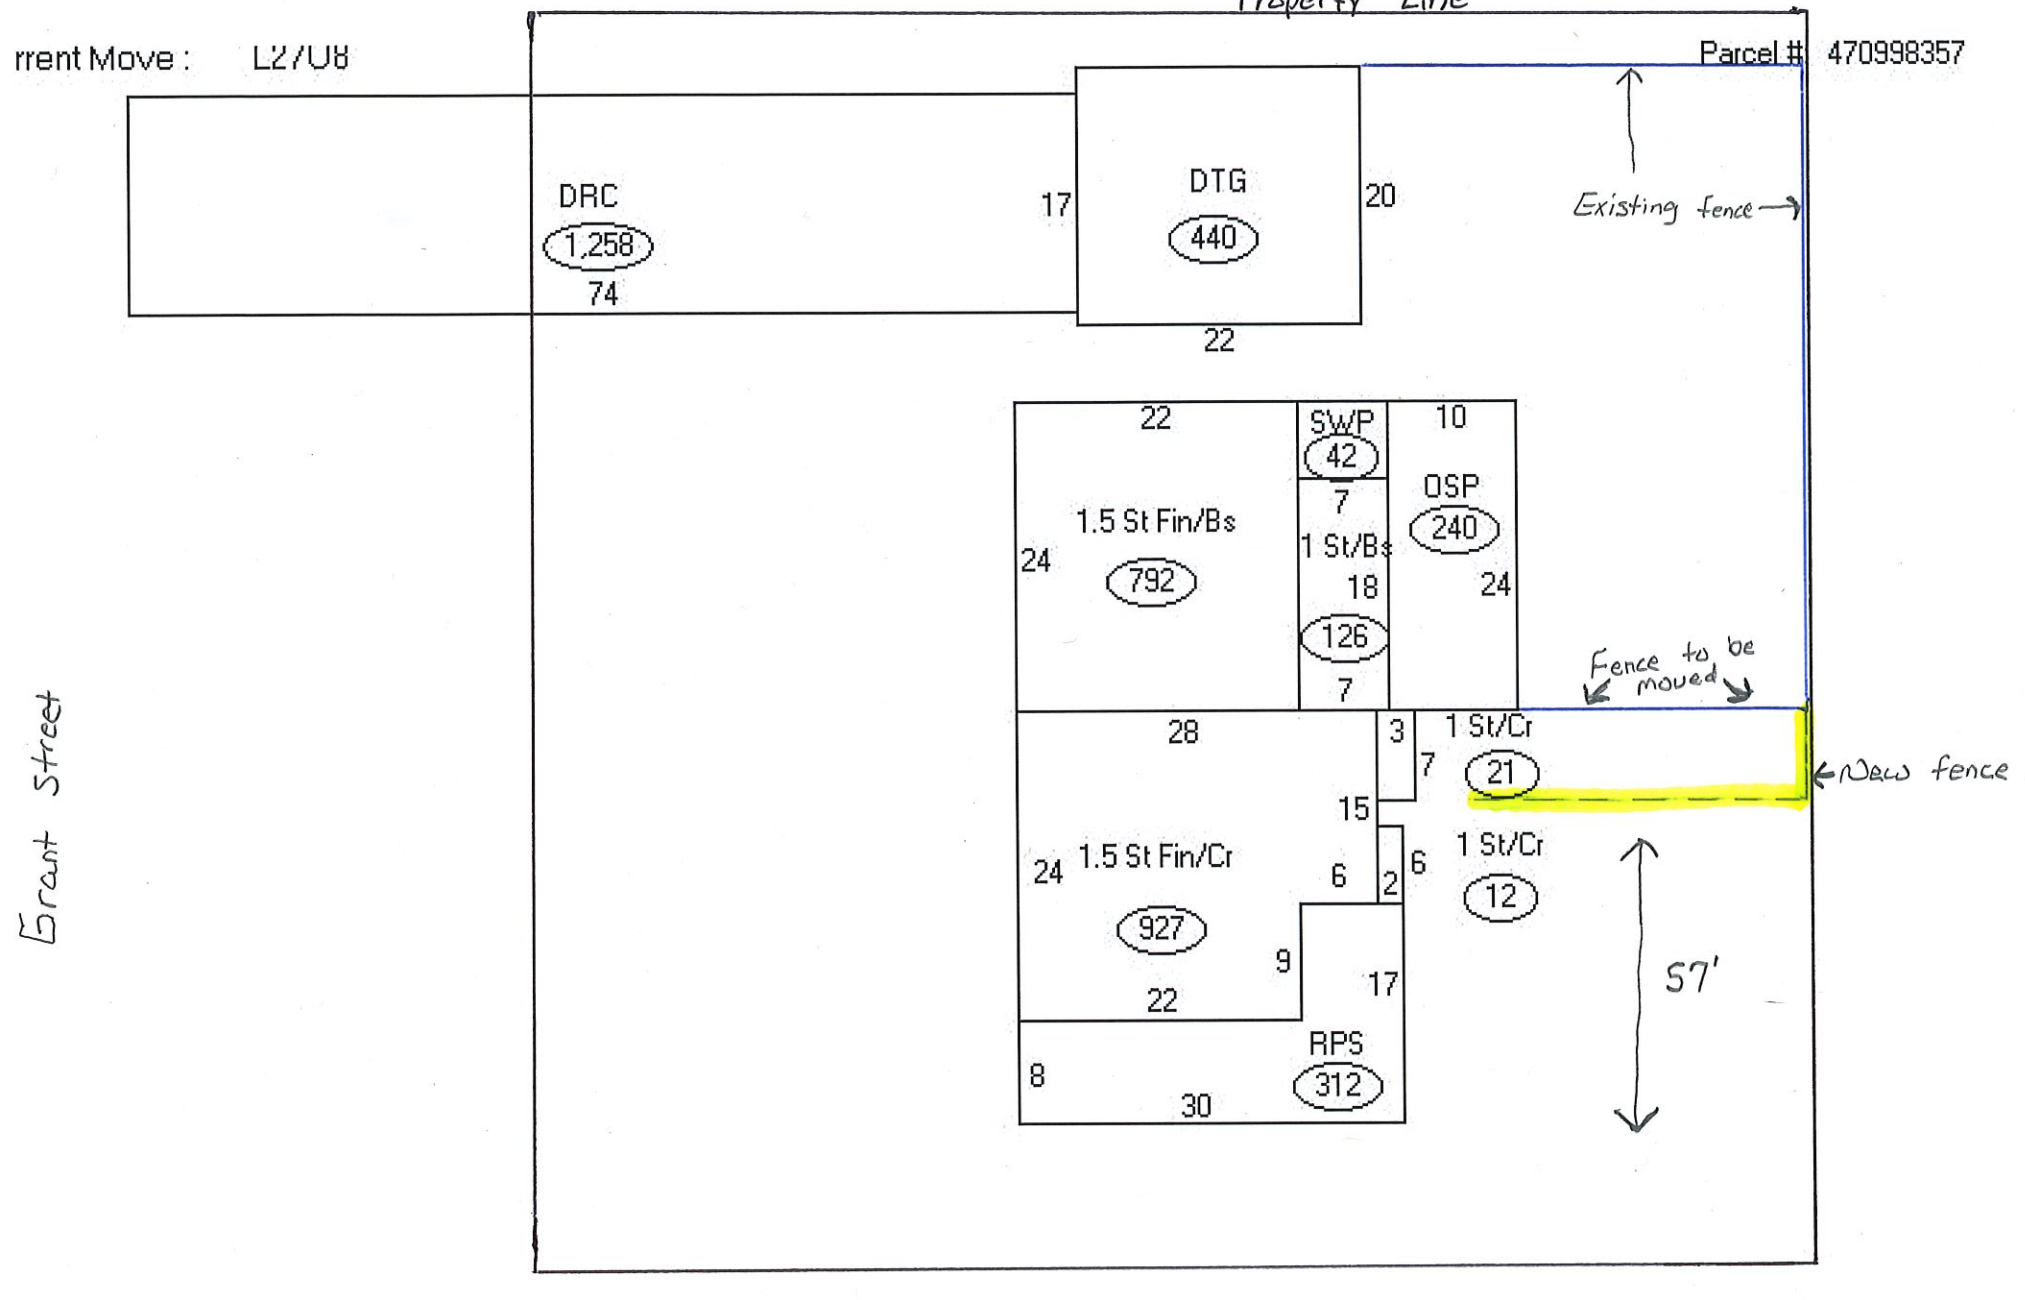 Property Line
rrent Move : L27U8
Parcel # 470998357
DRC
1,258
74
17
DTG
440
20
22
Existing fence
22
SWP
42
10
7
OSP
240
1.5 St Fin/Bs
24
792
1 St/Bs
18
126
24
7
Fence to be
moved
28
3
1 St/Cr
7
21
New fence
15
1.5 St Fin/Cr
24
6
2
6
1 St/Cr
12
927
9
17
57'
22
RPS
312
8
30
Grant Street